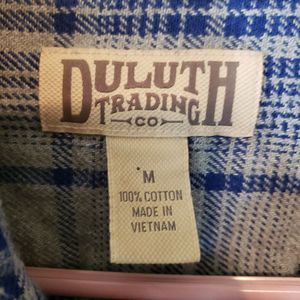 DULUTH
TRADING
CO
M
100% COTTON
MADE IN
VIETNAM